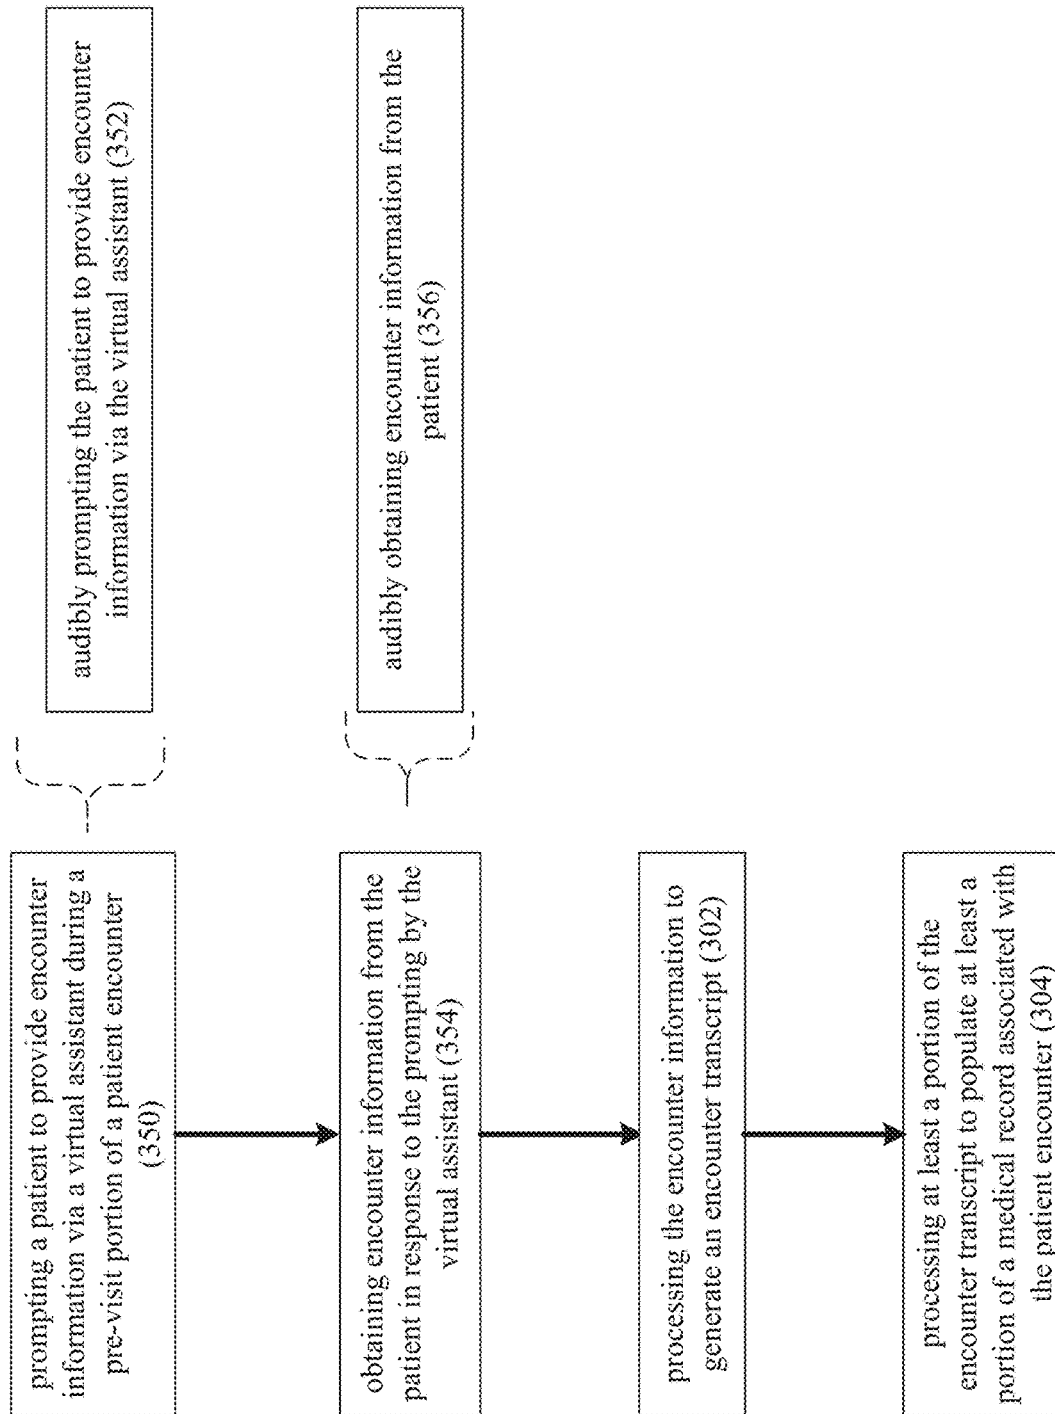 prompting a patient to provide encounter
information via a virtual assistant during a
pre-visit portion of a patient encounter
(350)
audibly prompting the patient to provide encounter
information via the virtual assistant (352)
obtaining encounter information from the
patient in response to the prompting by the
virtual assistant (354)
audibly obtaining encounter information from the
patient (356)
processing the encounter information to
generate an encounter transcript (302)
processing at least a portion of the
encounter transcript to populate at least a
portion of a medical record associated with
the patient encounter (304)